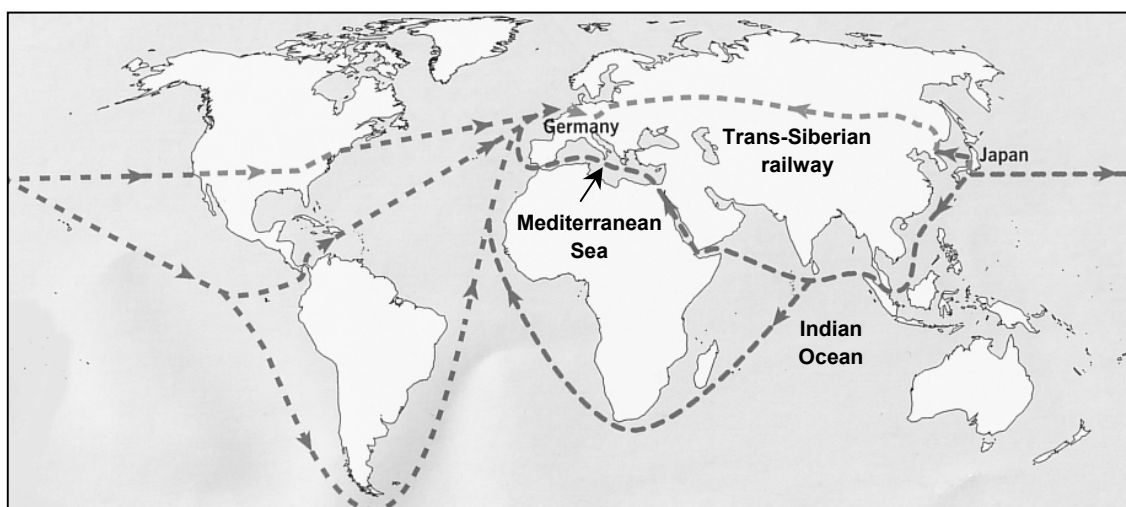 Germany
Trans-Siberian
railway
Japan
Mediterranean
Sea
Indian
Ocean